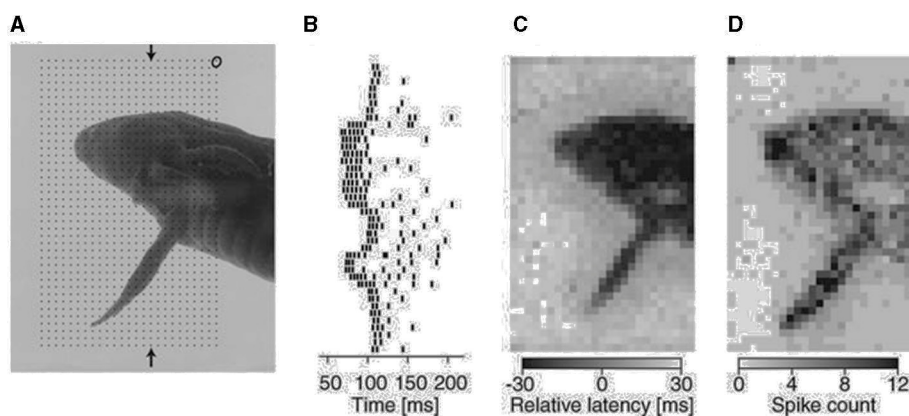 A B C D
50 100 150 200
Time [ms]
-30 0 30
Relative latency [ms]
0 4 8 12
Spike count